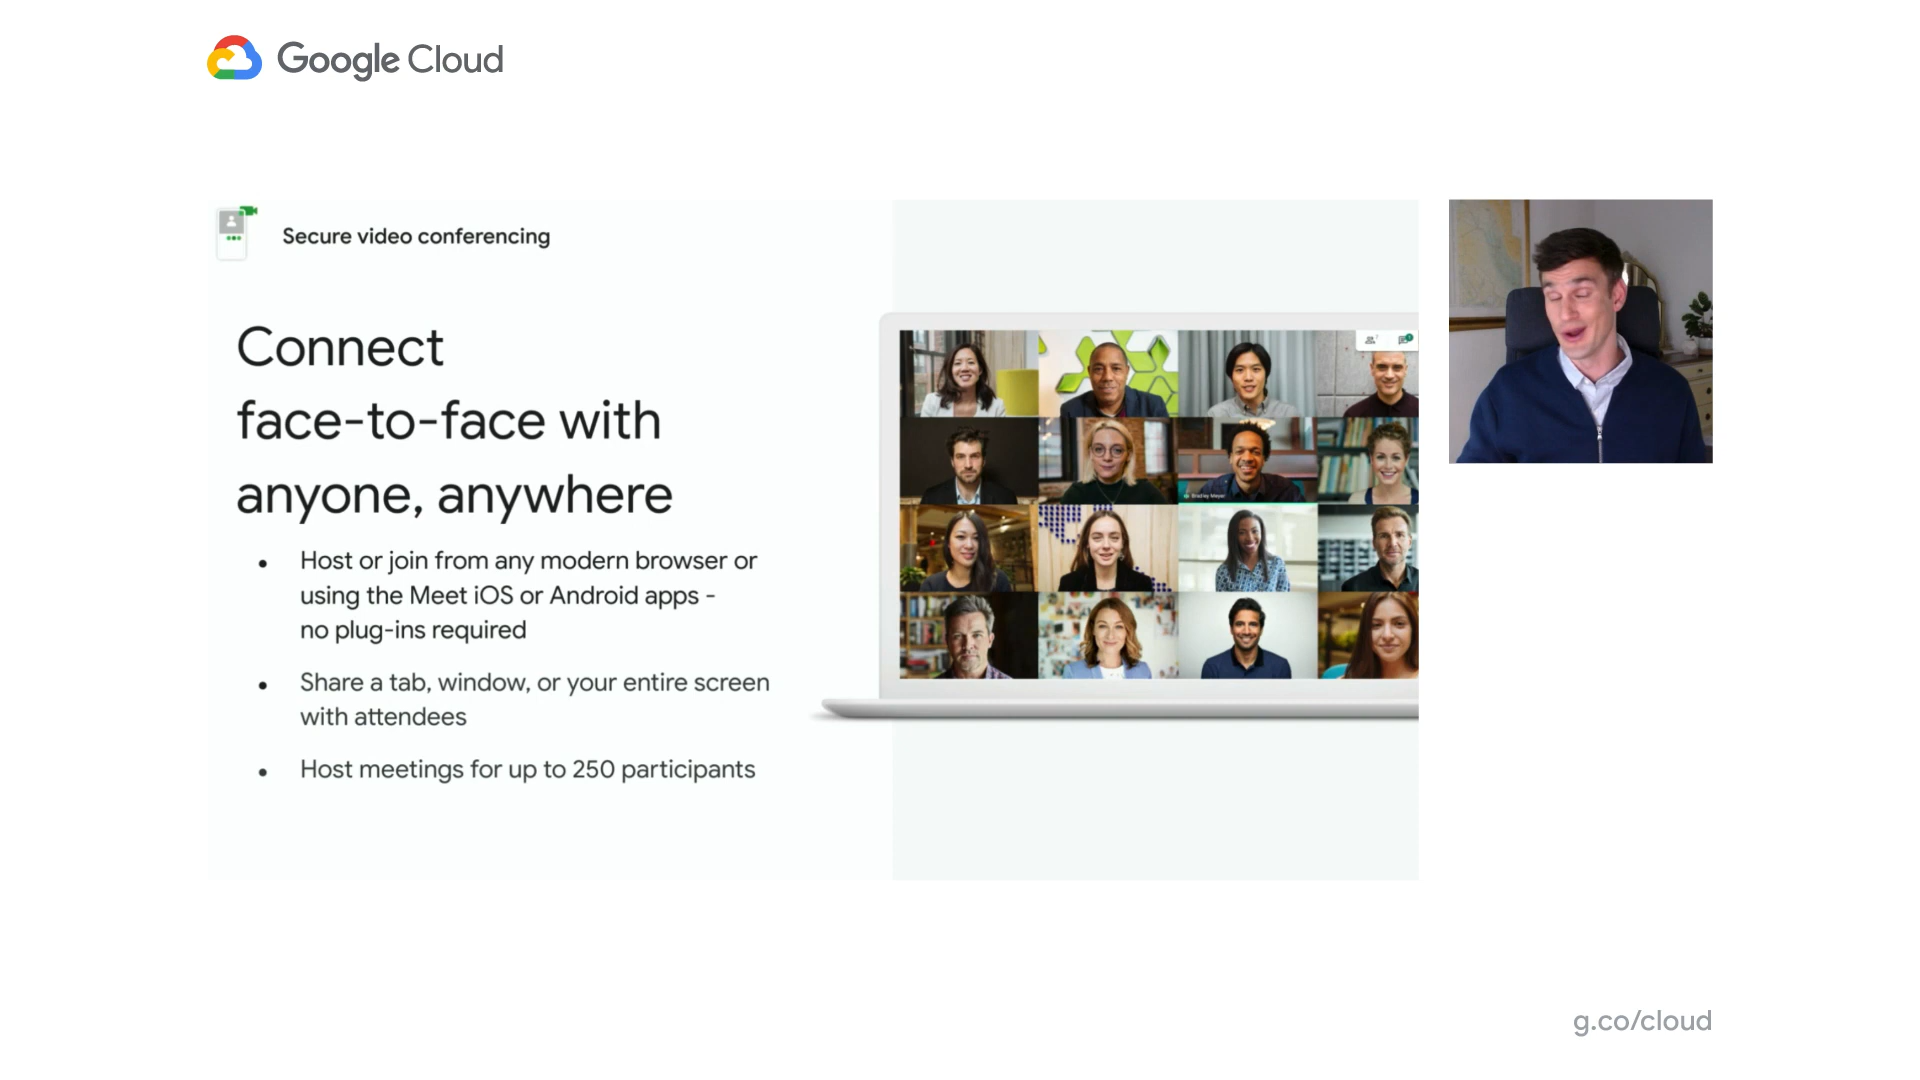 Google Cloud
Secure video conferencing
Connect
face-to-face with
anyone, anywhere
• Host or join from any modern browser or
using the Meet iOS or Android apps -
no plug-ins required
• Share a tab, window, or your entire screen
with attendees
• Host meetings for up to 250 participants
Bradley Meyer
g.co/cloud